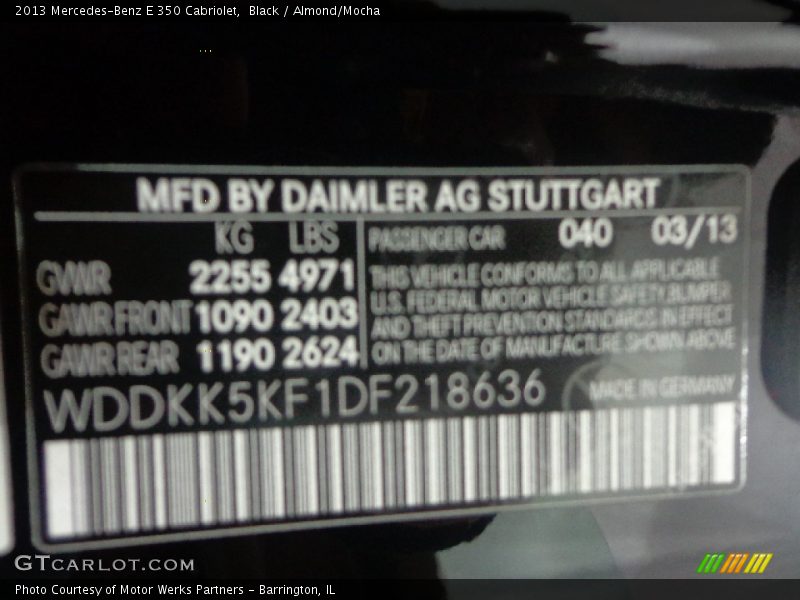 2013 Mercedes-Benz E 350 Cabriolet,  Black / Almond/Mocha
MFD BY DAIMLER AG STUTTGART
KG LBS
GVWR 2255 4971
GAWR FRONT 1090 2403
GAWR REAR 1190 2624
PASSENGER CAR 040 03/13
THIS VEHICLE CONFORMS TO ALL APPLICABLE
U.S. FEDERAL MOTOR VEHICLE SAFETY, BUMPER
AND THEFT PREVENTION STANDARDS IN EFFECT
ON THE DATE OF MANUFACTURE SHOWN ABOVE
WDDKK5KF1DF218636 MADE IN GERMANY
GTCARLOT.COM
Photo Courtesy of Motor Werks Partners - Barrington, IL